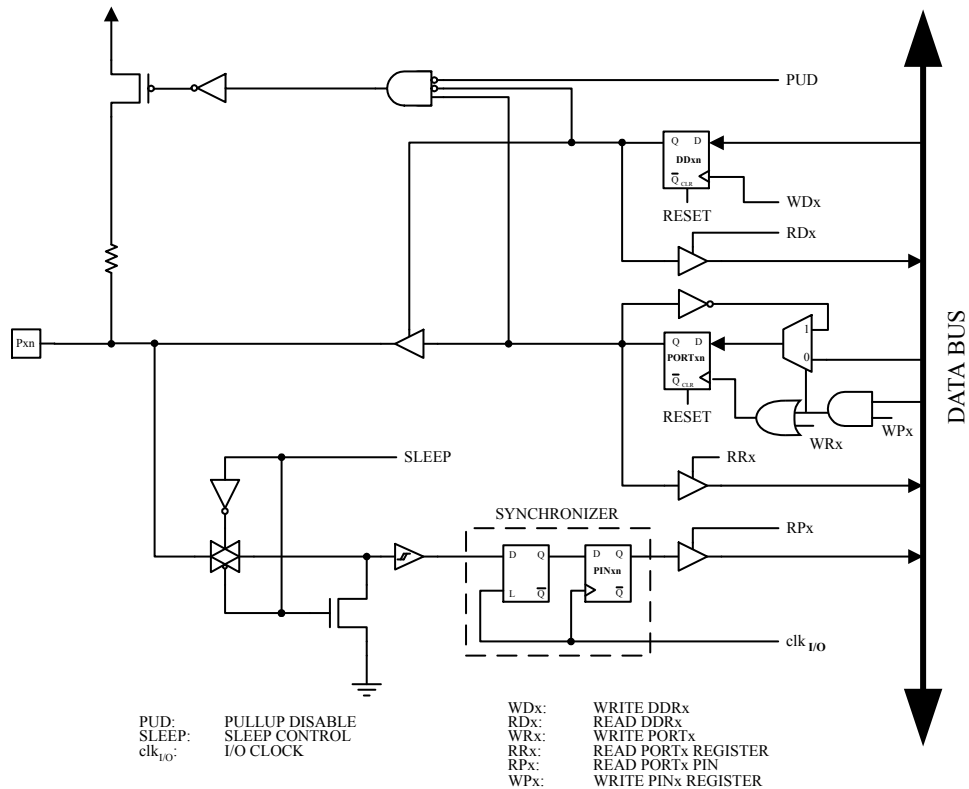 PUD
Q D
DDxn
Q CLR
RESET
WDx
RDx
Pxn
1
Q D
0
PORTxn
Q CLR
RESET
WRx
WPx
DATA BUS
SLEEP
RRx
SYNCHRONIZER
RPx
D Q
D Q
PINxn
L Q
Q
clk I/O
PUD: PULLUP DISABLE
SLEEP: SLEEP CONTROL
clkI/O: I/O CLOCK
WDx: WRITE DDRx
RDx: READ DDRx
WRx: WRITE PORTx
RRx: READ PORTx REGISTER
RPx: READ PORTx PIN
WPx: WRITE PINx REGISTER